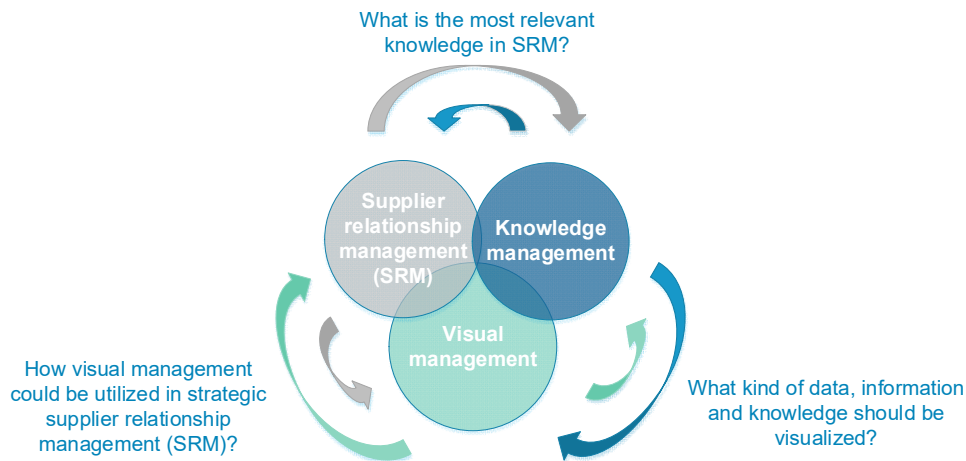 What is the most relevant
knowledge in SRM?
Supplier
relationship
management
(SRM)
Knowledge
management
Visual
management
How visual management
could be utilized in strategic
supplier relationship
management (SRM)?
What kind of data, information
and knowledge should be
visualized?